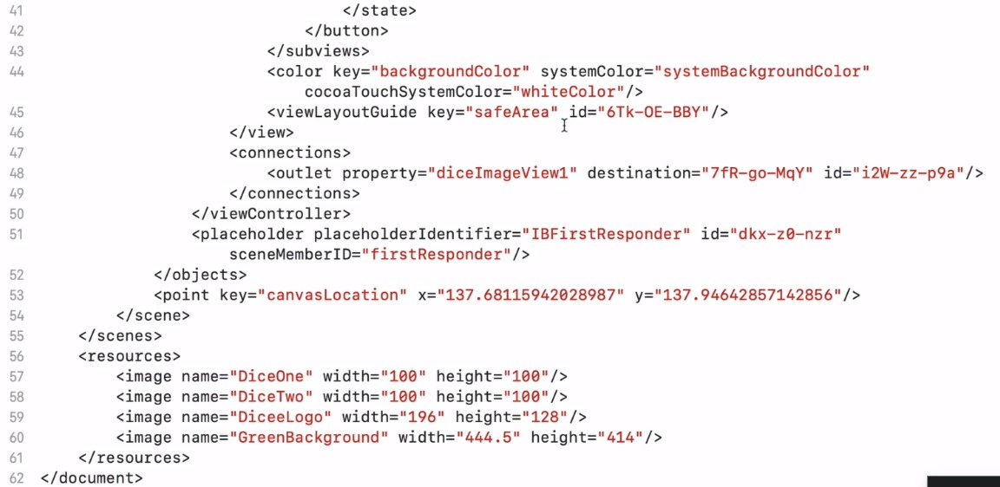 41 </state>
42 </button>
43 </subviews>
44 <color key="backgroundColor" systemColor="systemBackgroundColor"
cocoaTouchSystemColor="whiteColor"/>
45 <viewLayoutGuide key="safeArea" id="6Tk-OE-BBY"/>
46 </view>
47 <connections>
48 <outlet property="diceImageView1" destination="7fR-go-MqY" id="i2W-zz-p9a"/>
49 </connections>
50 </viewController>
51 <placeholder placeholderIdentifier="IBFirstResponder" id="dkx-z0-nzr"
sceneMemberID="firstResponder"/>
52 </objects>
53 <point key="canvasLocation" x="137.68115942028987" y="137.94642857142856"/>
54 </scene>
55 </scenes>
56 <resources>
57 <image name="DiceOne" width="100" height="100"/>
58 <image name="DiceTwo" width="100" height="100"/>
59 <image name="DiceeLogo" width="196" height="128"/>
60 <image name="GreenBackground" width="444.5" height="414"/>
61 </resources>
62 </document>